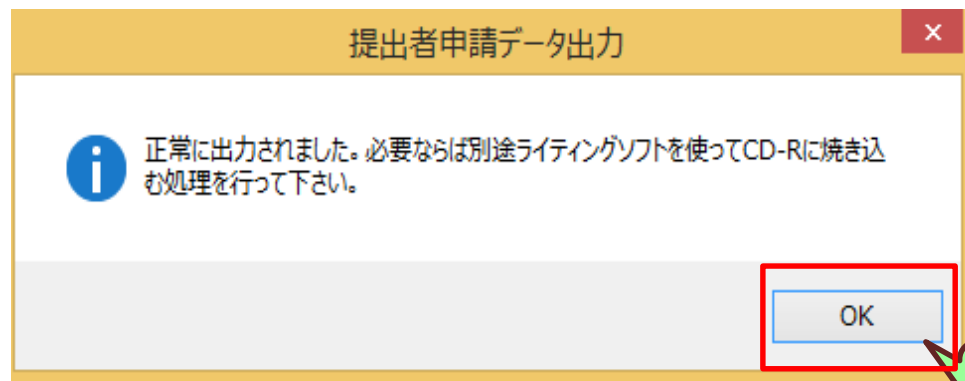 提出者申請データ出力
×
正常に出力されました。必要ならば別途ライティングソフトを使ってCD-Rに焼き込
む処理を行って下さい。
OK